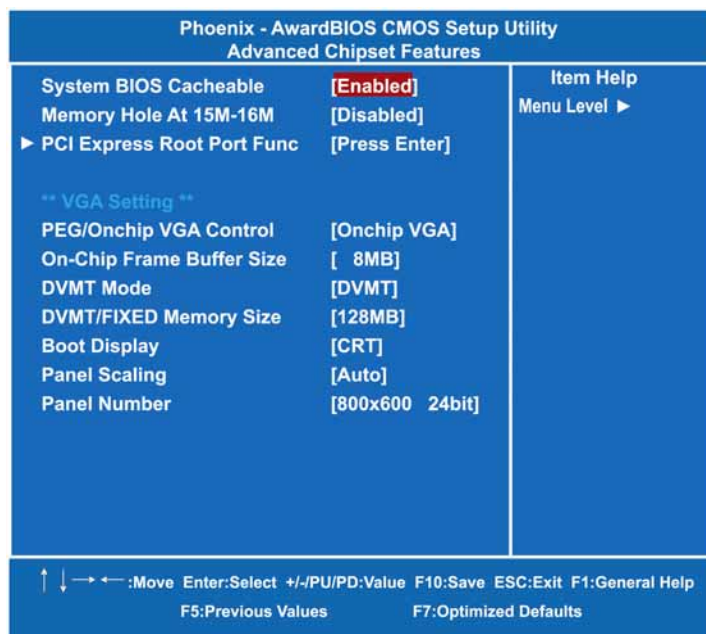 Phoenix - AwardBIOS CMOS Setup Utility
Advanced Chipset Features
System BIOS Cacheable [Enabled]
Memory Hole At 15M-16M [Disabled]
► PCI Express Root Port Func [Press Enter]
** VGA Setting **
PEG/Onchip VGA Control [Onchip VGA]
On-Chip Frame Buffer Size [ 8MB]
DVMT Mode [DVMT]
DVMT/FIXED Memory Size [128MB]
Boot Display [CRT]
Panel Scaling [Auto]
Panel Number [800x600 24bit]
Item Help
Menu Level ►
↑ ↓ → ← :Move Enter:Select +/-/PU/PD:Value F10:Save ESC:Exit F1:General Help
F5:Previous Values F7:Optimized Defaults